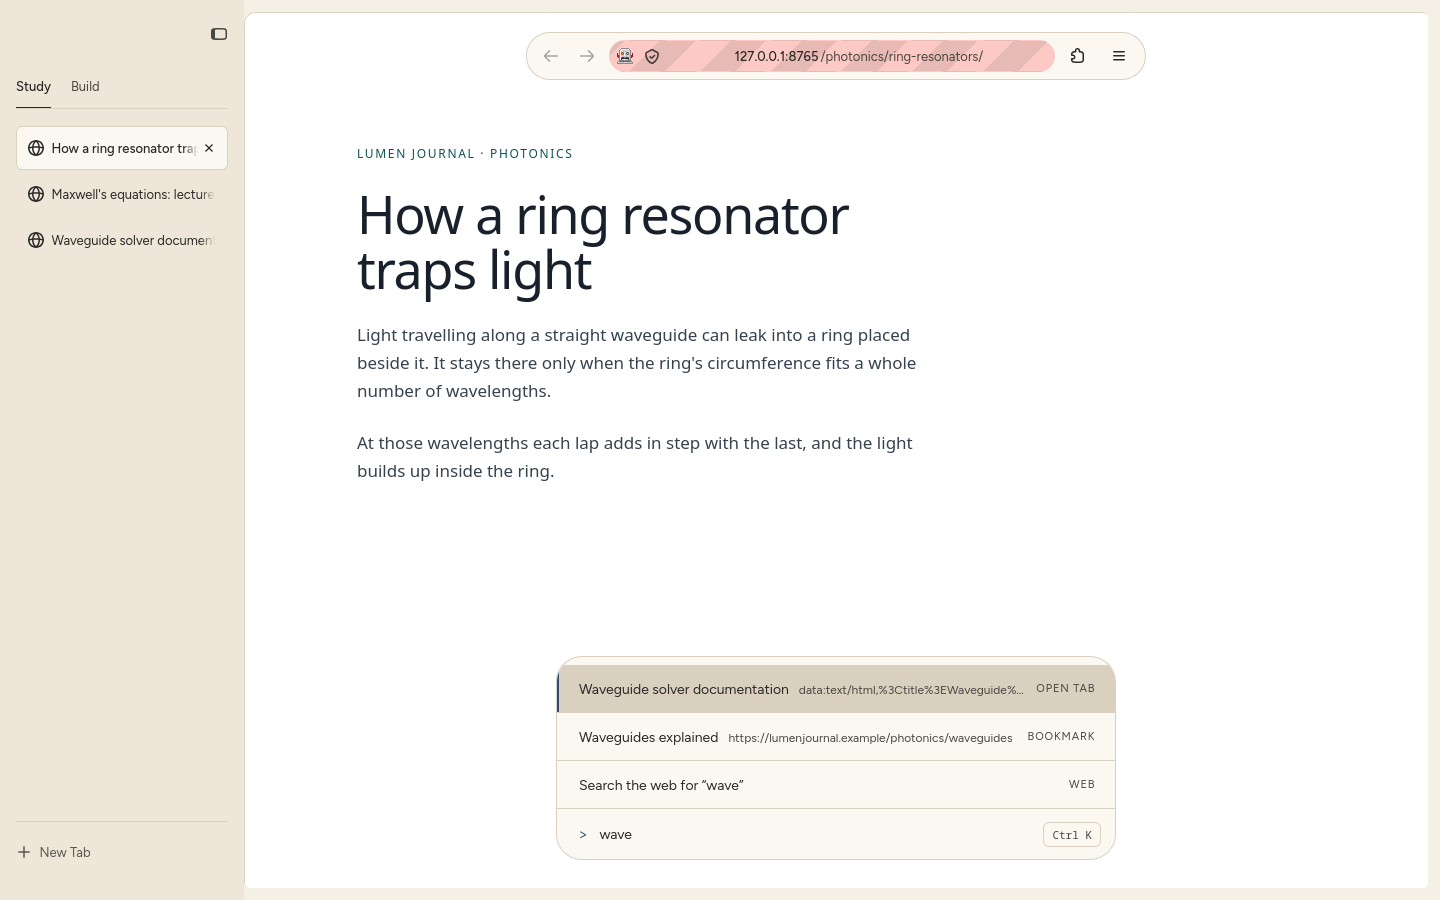 Study Build
How a ring resonator trap
Maxwell's equations: lecture
Waveguide solver document
New Tab
127.0.0.1:8765/photonics/ring-resonators/
LUMEN JOURNAL · PHOTONICS
How a ring resonator
traps light
Light travelling along a straight waveguide can leak into a ring placed
beside it. It stays there only when the ring's circumference fits a whole
number of wavelengths.
At those wavelengths each lap adds in step with the last, and the light
builds up inside the ring.
Waveguide solver documentation data:text/html,%3Ctitle%3EWaveguide%... OPEN TAB
Waveguides explained https://lumenjournal.example/photonics/waveguides BOOKMARK
Search the web for “wave” WEB
> wave Ctrl K